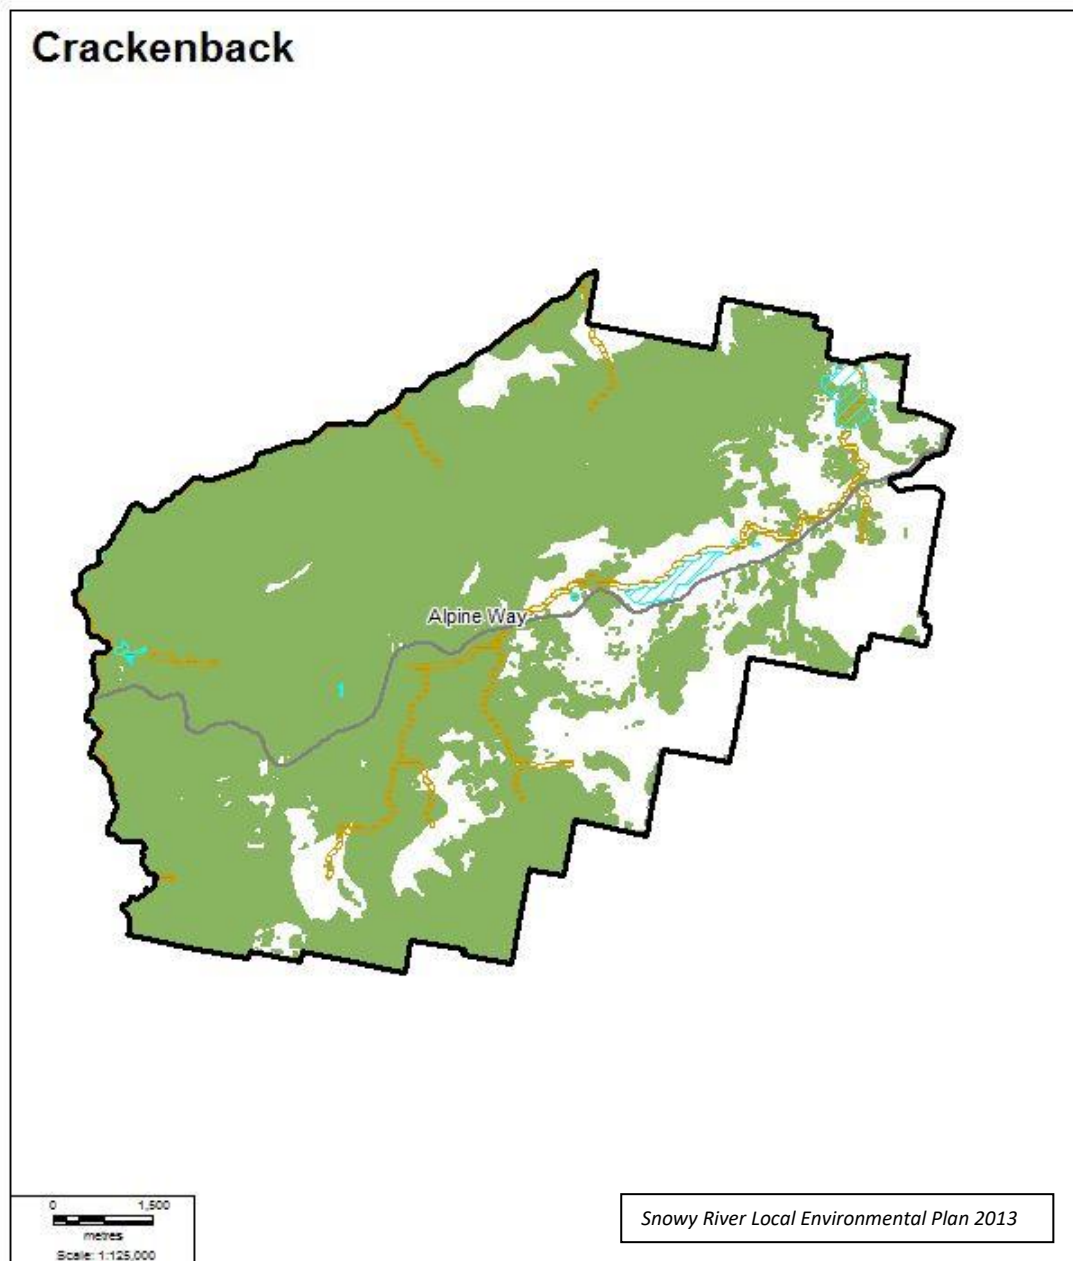 Crackenback
Alpine Way
0 1,500
metres
Scale: 1:125,000
Snowy River Local Environmental Plan 2013